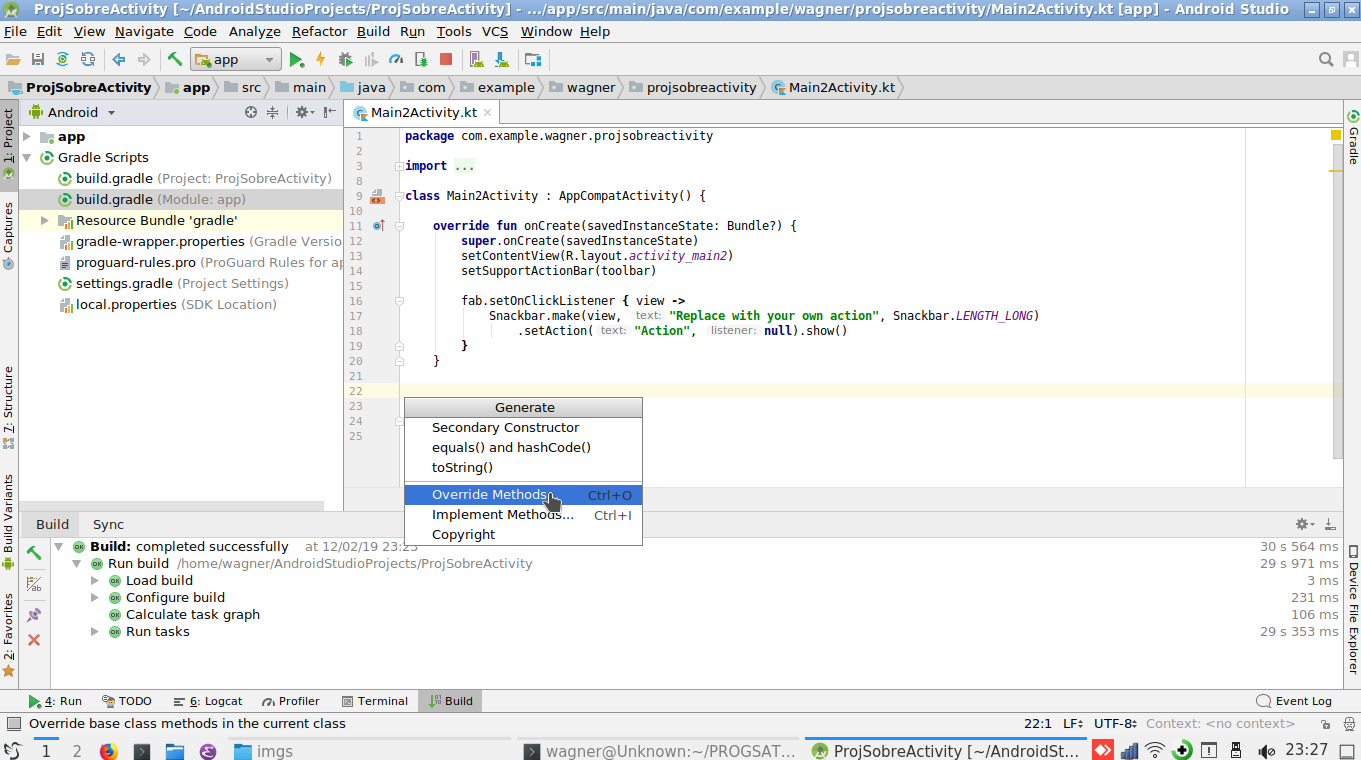 ProjSobreActivity [~/AndroidStudioProjects/ProjSobreActivity] - .../app/src/main/java/com/example/wagner/projsobreactivity/Main2Activity.kt [app] - Android Studio
File Edit View Navigate Code Analyze Refactor Build Run Tools VCS Window Help
app
ProjSobreActivity app src main java com example wagner projsobreactivity Main2Activity.kt
1: Project
Captures
7: Structure
Build Variants
2: Favorites
Android
app
Gradle Scripts
build.gradle (Project: ProjSobreActivity)
build.gradle (Module: app)
Resource Bundle 'gradle'
gradle-wrapper.properties (Gradle Versio
proguard-rules.pro (ProGuard Rules for ap
settings.gradle (Project Settings)
local.properties (SDK Location)
Main2Activity.kt
1 package com.example.wagner.projsobreactivity
2
3 import ...
8
9 class Main2Activity : AppCompatActivity() {
10
11 override fun onCreate(savedInstanceState: Bundle?) {
12 super.onCreate(savedInstanceState)
13 setContentView(R.layout.activity_main2)
14 setSupportActionBar(toolbar)
15
16 fab.setOnClickListener { view ->
17 Snackbar.make(view, text: "Replace with your own action", Snackbar.LENGTH_LONG)
18 .setAction( text: "Action", listener: null).show()
19 }
20 }
21
22
23
24
25
Generate
Secondary Constructor
equals() and hashCode()
toString()
Override Methods... Ctrl+O
Implement Methods... Ctrl+I
Copyright
Gradle
Device File Explorer
Build Sync
Build: completed successfully at 12/02/19 23:23 30 s 564 ms
Run build /home/wagner/AndroidStudioProjects/ProjSobreActivity 29 s 971 ms
OK Load build 3 ms
OK Configure build 231 ms
OK Calculate task graph 106 ms
OK Run tasks 29 s 353 ms
4: Run TODO 6: Logcat Profiler Terminal Build Event Log
Override base class methods in the current class 22:1 LF UTF-8 Context: <no context>
1 2 imgs wagner@Unknown:~/PROGSAT... ProjSobreActivity [~/AndroidSt... 23:27